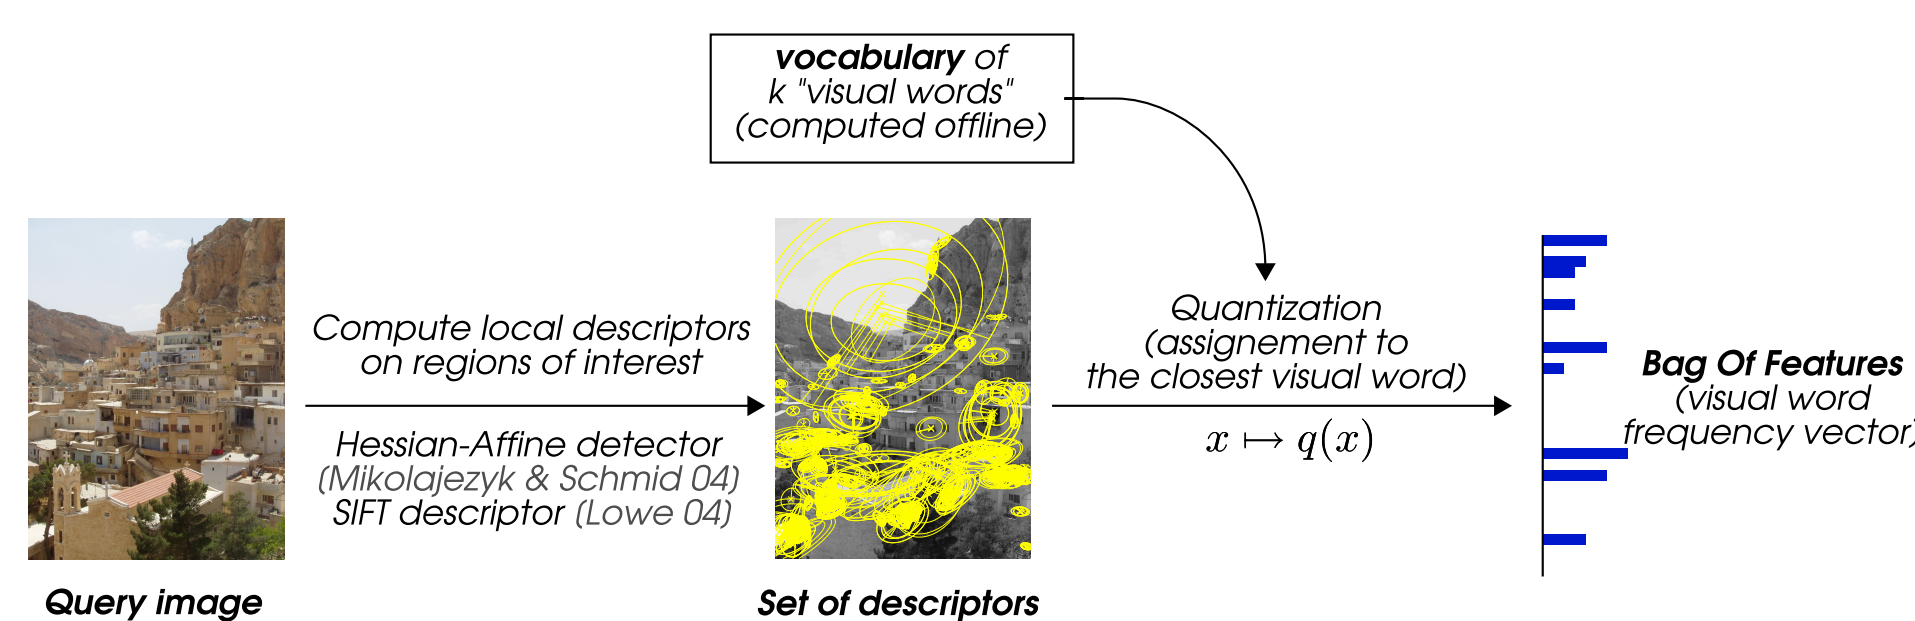 vocabulary of
k "visual words"
(computed offline)
Compute local descriptors
on regions of interest
Hessian-Affine detector
(Mikolajezyk & Schmid 04)
SIFT descriptor (Lowe 04)
Quantization
(assignement to
the closest visual word)
x ↦ q(x)
Bag Of Features
(visual word
frequency vector)
Query image
Set of descriptors